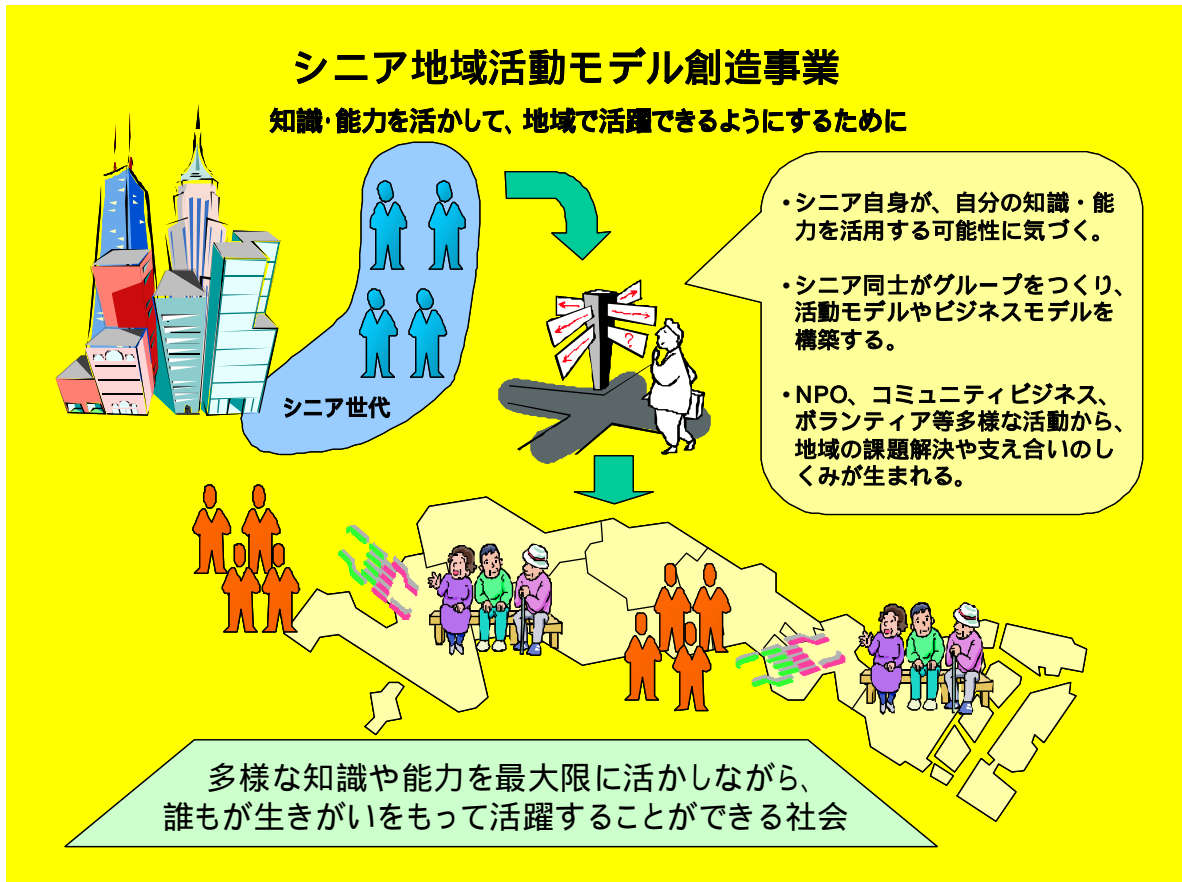 シニア地域活動モデル創造事業
知識・能力を活かして、地域で活躍できるようにするために
シニア世代
・シニア自身が、自分の知識・能
力を活用する可能性に気づく。
・シニア同士がグループをつくり、
活動モデルやビジネスモデルを
構築する。
・NPO、コミュニティビジネス、
ボランティア等多様な活動から、
地域の課題解決や支え合いのし
くみが生まれる。
?
多様な知識や能力を最大限に活かしながら、
誰もが生きがいをもって活躍することができる社会